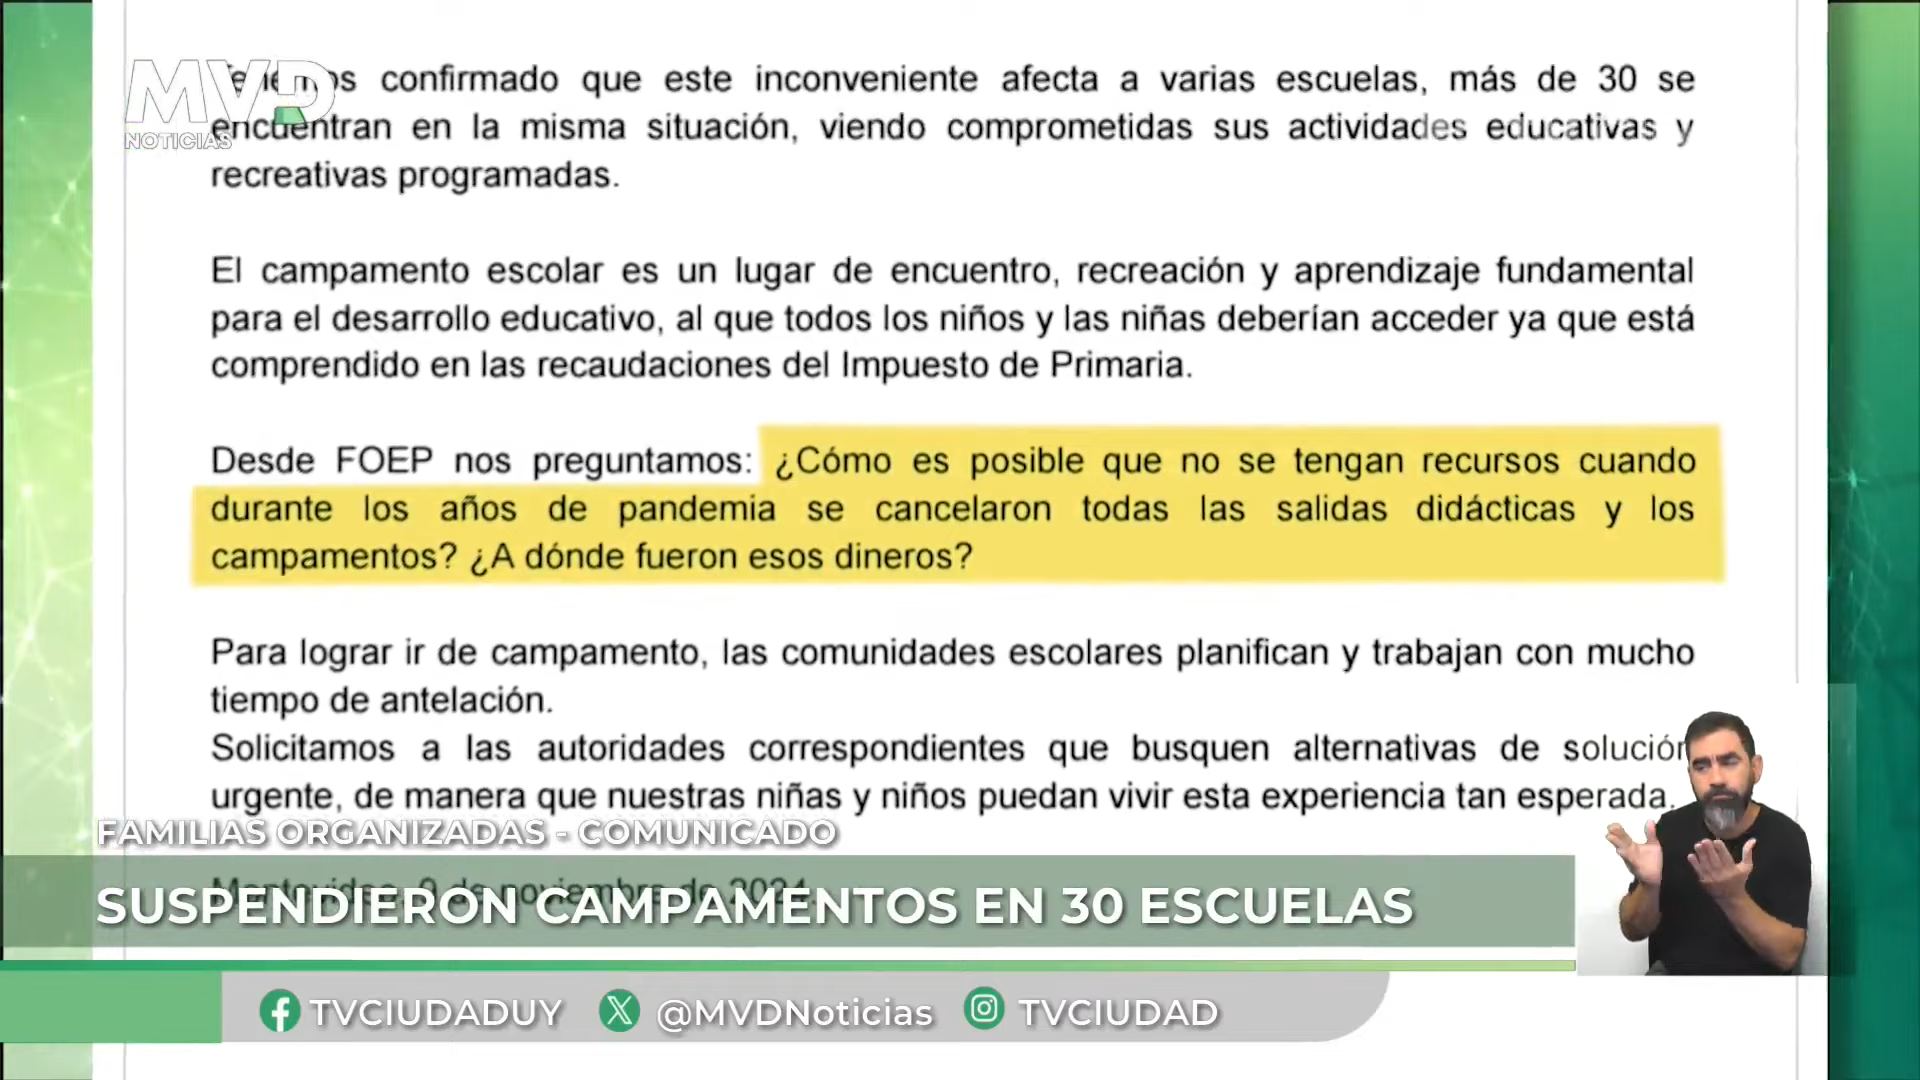 MVD
NOTICIAS
Tenemos confirmado que este inconveniente afecta a varias escuelas, más de 30 se
encuentran en la misma situación, viendo comprometidas sus actividades educativas y
recreativas programadas.
El campamento escolar es un lugar de encuentro, recreación y aprendizaje fundamental
para el desarrollo educativo, al que todos los niños y las niñas deberían acceder ya que está
comprendido en las recaudaciones del Impuesto de Primaria.
Desde FOEP nos preguntamos: ¿Cómo es posible que no se tengan recursos cuando
durante los años de pandemia se cancelaron todas las salidas didácticas y los
campamentos? ¿A dónde fueron esos dineros?
Para lograr ir de campamento, las comunidades escolares planifican y trabajan con mucho
tiempo de antelación.
Solicitamos a las autoridades correspondientes que busquen alternativas de solución
urgente, de manera que nuestras niñas y niños puedan vivir esta experiencia tan esperada.
FAMILIAS ORGANIZADAS - COMUNICADO
Montevideo, 9 de noviembre de 2024
SUSPENDIERON CAMPAMENTOS EN 30 ESCUELAS
TVCIUDADUY @MVDNoticias TVCIUDAD